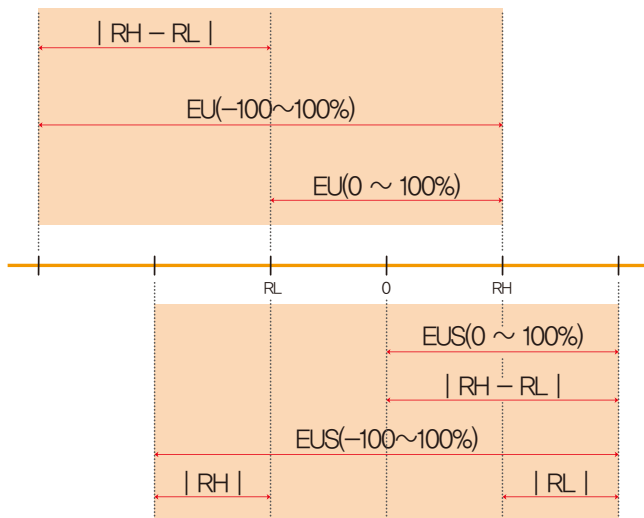 | RH – RL |
EU(–100～100%)
EU(0 ～ 100%)
RL 0 RH
EUS(0 ～ 100%)
| RH – RL |
EUS(–100～100%)
| RH | | RL |